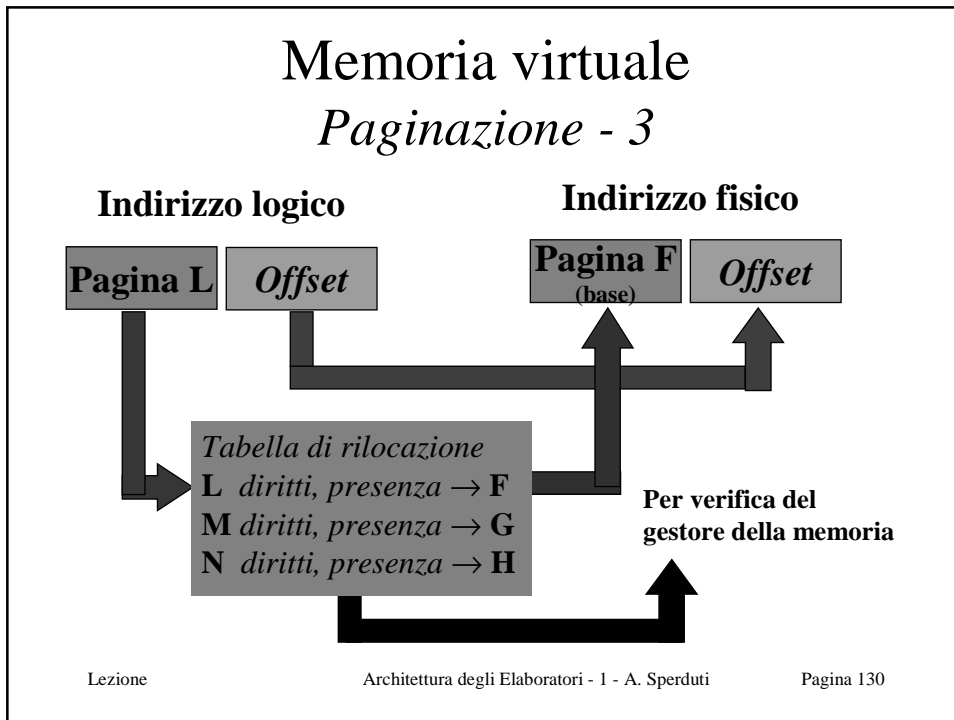 Memoria virtuale
Paginazione - 3
Indirizzo logico
Indirizzo fisico
Pagina L
Offset
Pagina F
(base)
Offset
Tabella di rilocazione
L diritti, presenza → F
M diritti, presenza → G
N diritti, presenza → H
Per verifica del
gestore della memoria
Lezione
Architettura degli Elaboratori - 1 - A. Sperduti
Pagina 130